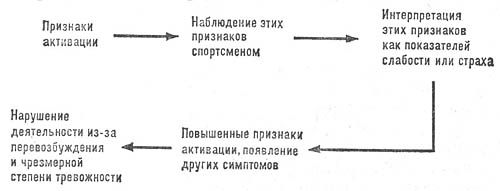 Признаки
активации
Наблюдение этих
признаков
спортсменом
Интерпретация
этих признаков
как показателей
слабости или страха
Повышенные признаки
активации, появление
других симптомов
Нарушение
деятельности из-за
перевозбуждения
и чрезмерной
степени тревожности